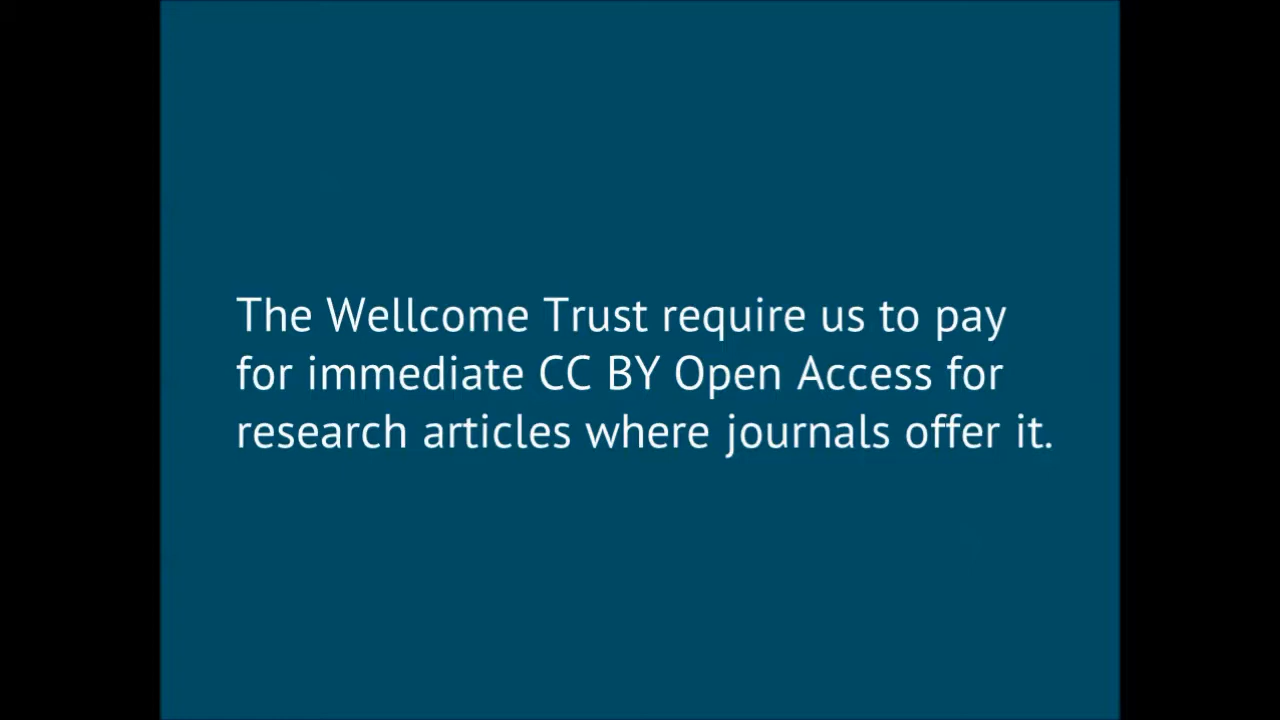 The Wellcome Trust require us to pay
for immediate CC BY Open Access for
research articles where journals offer it.